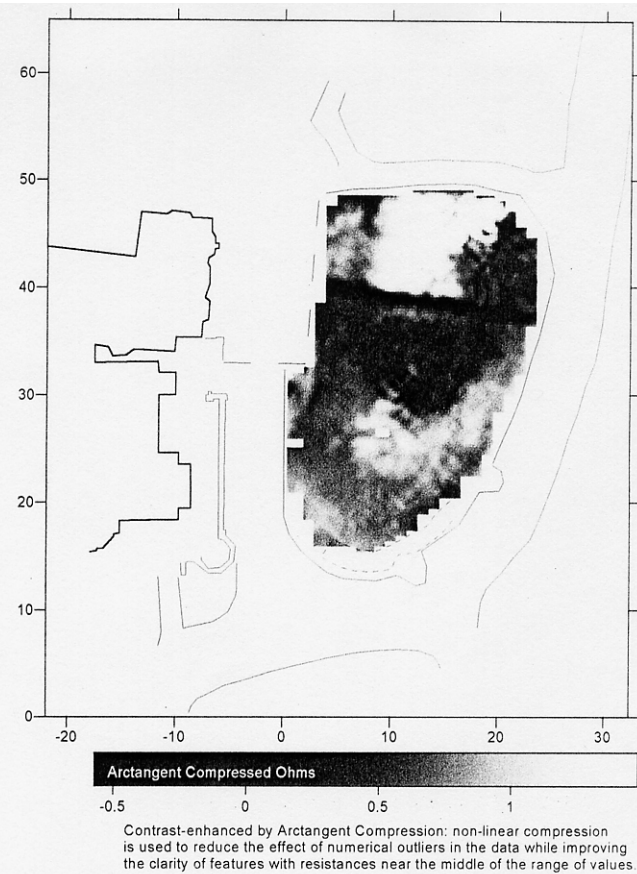 60
50
40
30
20
10
0
-20 -10 0 10 20 30
Arctangent Compressed Ohms
-0.5 0 0.5 1
Contrast-enhanced by Arctangent Compression: non-linear compression
is used to reduce the effect of numerical outliers in the data while improving
the clarity of features with resistances near the middle of the range of values.